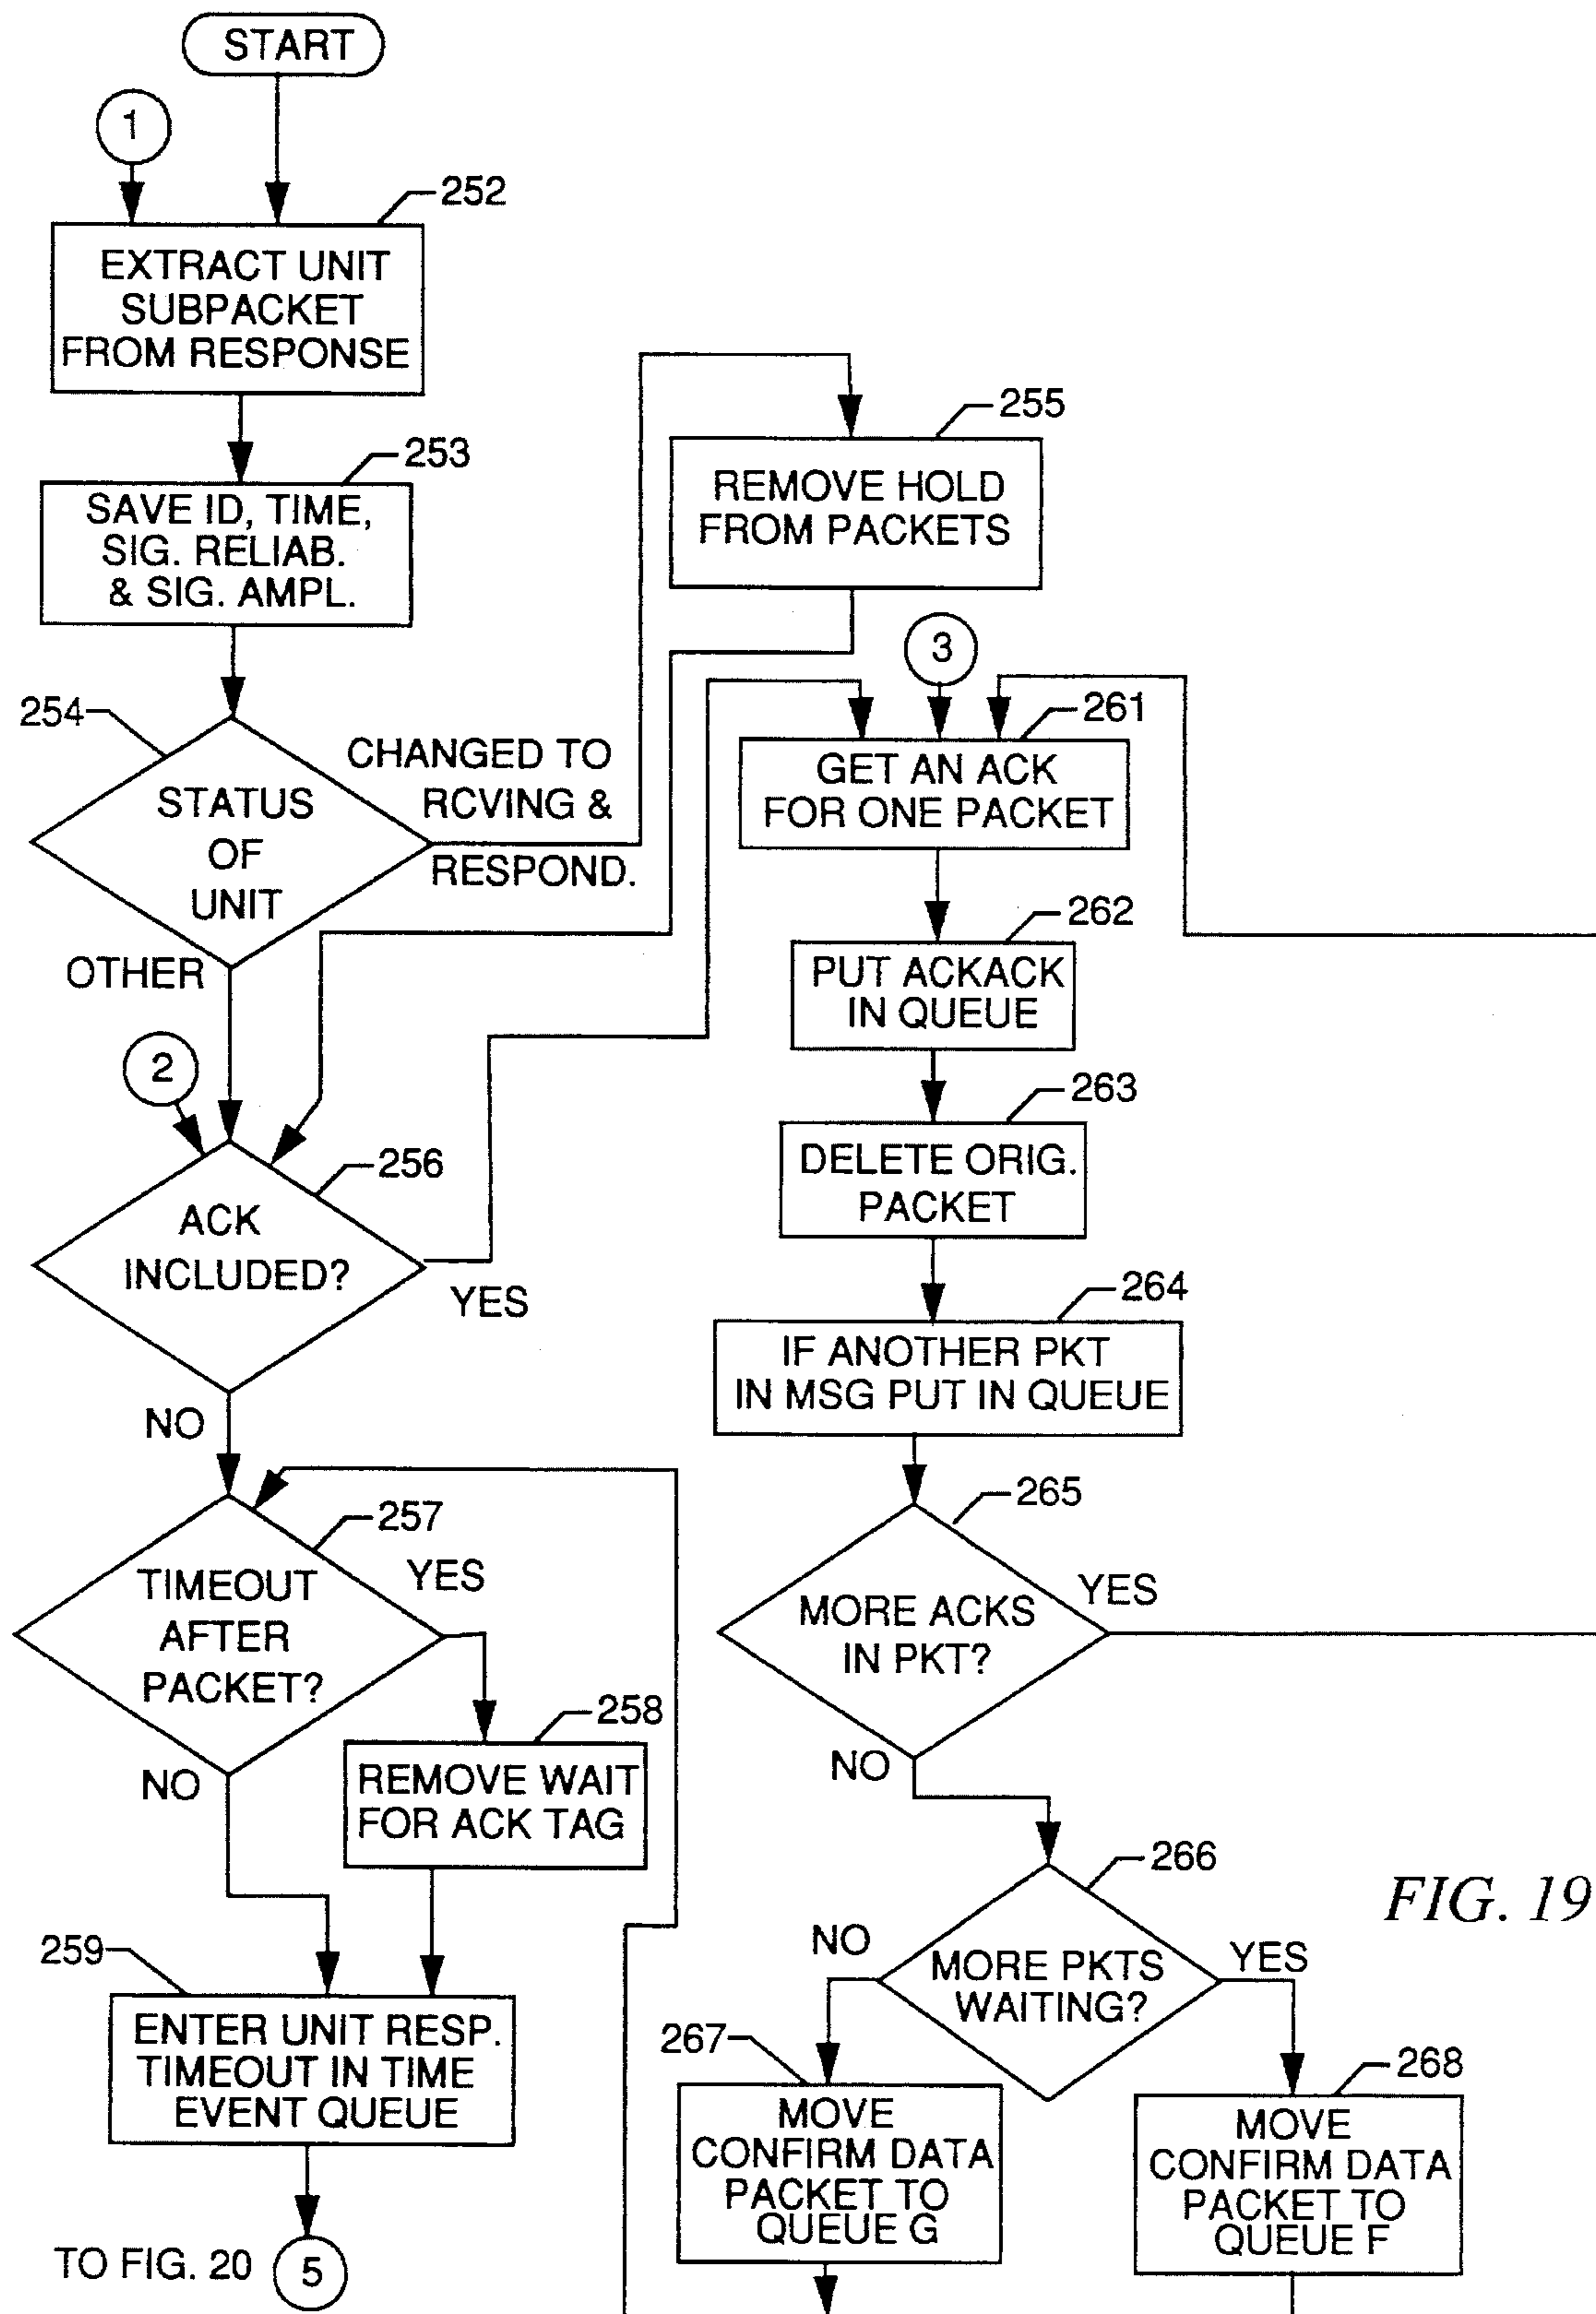 START
1
252
EXTRACT UNIT
SUBPACKET
FROM RESPONSE
253
SAVE ID, TIME,
SIG. RELIAB.
& SIG. AMPL.
254
STATUS
OF
UNIT
CHANGED TO
RCVING &
RESPOND.
OTHER
255
REMOVE HOLD
FROM PACKETS
2
256
ACK
INCLUDED?
YES
NO
257
TIMEOUT
AFTER
PACKET?
YES
NO
258
REMOVE WAIT
FOR ACK TAG
259
ENTER UNIT RESP.
TIMEOUT IN TIME
EVENT QUEUE
TO FIG. 20
5
3
261
GET AN ACK
FOR ONE PACKET
262
PUT ACKACK
IN QUEUE
263
DELETE ORIG.
PACKET
264
IF ANOTHER PKT
IN MSG PUT IN QUEUE
265
MORE ACKS
IN PKT?
YES
NO
266
MORE PKTS
WAITING?
NO
YES
267
MOVE
CONFIRM DATA
PACKET TO
QUEUE G
268
MOVE
CONFIRM DATA
PACKET TO
QUEUE F
FIG. 19